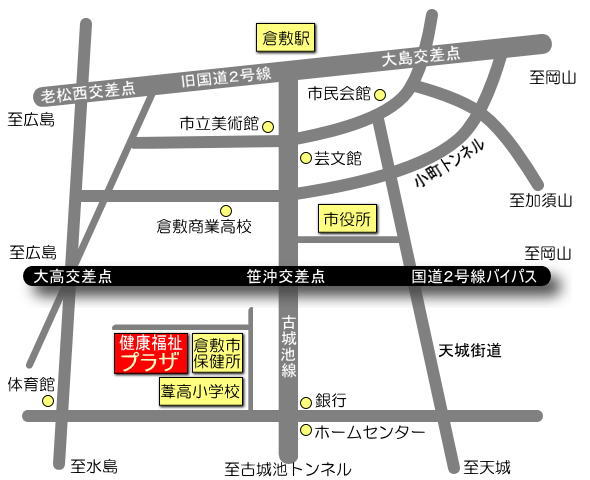 倉敷駅
大島交差点
旧国道2号線
老松西交差点
至岡山
市民会館
至広島
市立美術館
芸文館
小町トンネル
至加須山
市役所
倉敷商業高校
至広島
至岡山
大高交差点
笹沖交差点
国道2号線バイパス
古城池線
健康福祉
プラザ
倉敷市
保健所
天城街道
体育館
葦高小学校
銀行
ホームセンター
至水島
至古城池トンネル
至天城